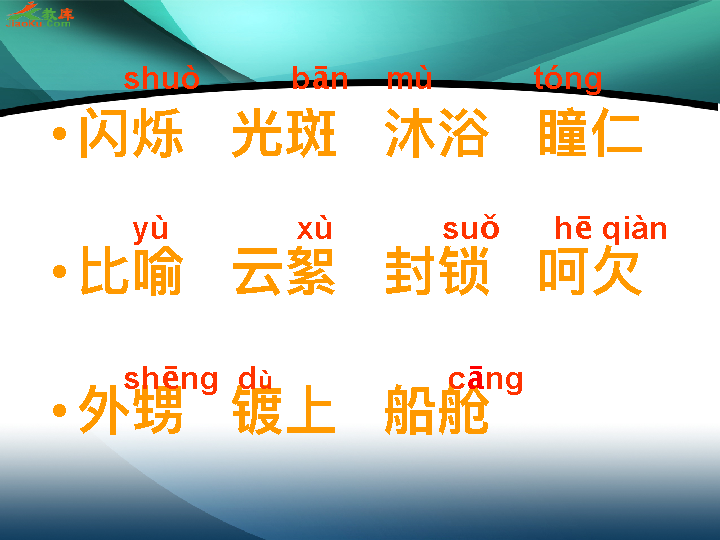 shuò bān mù tóng
•闪烁 光斑 沐浴 瞳仁
yù xù suǒ hē qiàn
•比喻 云絮 封锁 呵欠
shēng dù cāng
•外甥 镀上 船舱